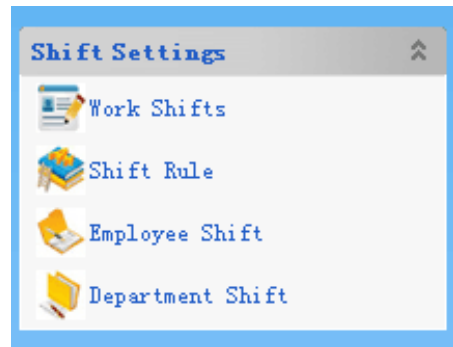 Shift Settings
Work Shifts
Shift Rule
Employee Shift
Department Shift